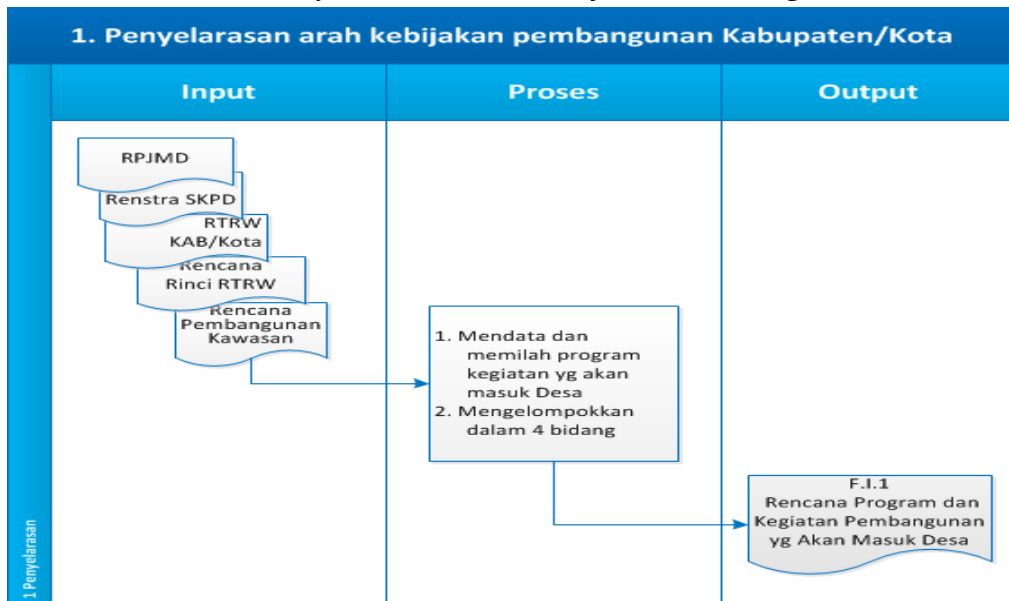 1. Penyelarasan arah kebijakan pembangunan Kabupaten/Kota
Input
Proses
Output
RPJMD
Renstra SKPD
RTRW
KAB/Kota
Rencana
Rinci RTRW
Rencana
Pembangunan
Kawasan
1. Mendata dan
memilah program
kegiatan yg akan
masuk Desa
2. Mengelompokkan
dalam 4 bidang
F.I.1
Rencana Program dan
Kegiatan Pembangunan
yg Akan Masuk Desa
1 Penyelarasan